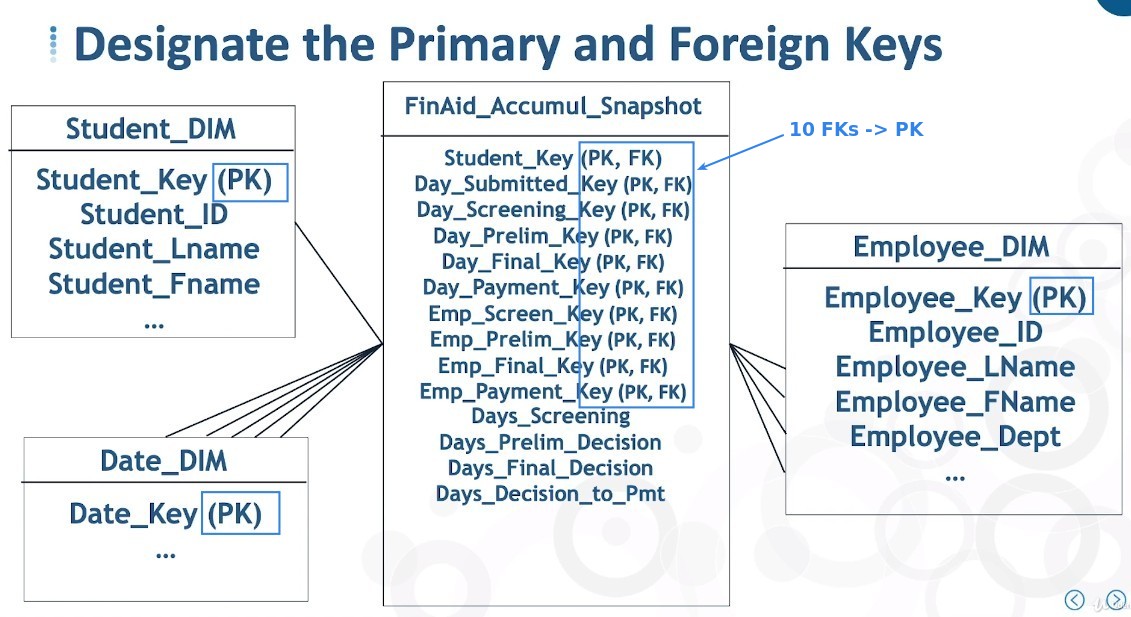 Designate the Primary and Foreign Keys
Student_DIM
Student_Key (PK)
Student_ID
Student_Lname
Student_Fname
...
Date_DIM
Date_Key (PK)
...
FinAid_Accumul_Snapshot
Student_Key (PK, FK)
Day_Submitted_Key (PK, FK)
Day_Screening_Key (PK, FK)
Day_Prelim_Key (PK, FK)
Day_Final_Key (PK, FK)
Day_Payment_Key (PK, FK)
Emp_Screen_Key (PK, FK)
Emp_Prelim_Key (PK, FK)
Emp_Final_Key (PK, FK)
Emp_Payment_Key (PK, FK)
Days_Screening
Days_Prelim_Decision
Days_Final_Decision
Days_Decision_to_Pmt
10 FKs -> PK
Employee_DIM
Employee_Key (PK)
Employee_ID
Employee_LName
Employee_FName
Employee_Dept
...